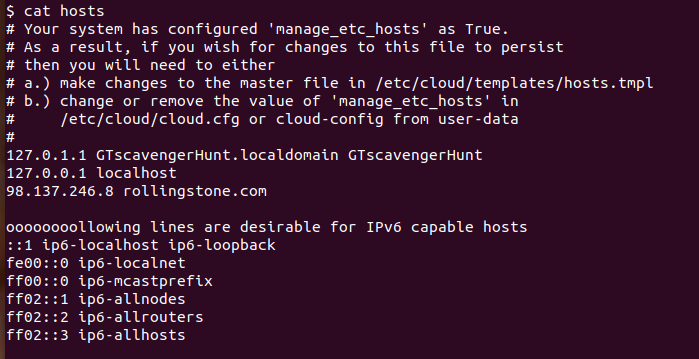 $ cat hosts
# Your system has configured 'manage_etc_hosts' as True.
# As a result, if you wish for changes to this file to persist
# then you will need to either
# a.) make changes to the master file in /etc/cloud/templates/hosts.tmpl
# b.) change or remove the value of 'manage_etc_hosts' in
#     /etc/cloud/cloud.cfg or cloud-config from user-data
#
127.0.1.1 GTscavengerHunt.localdomain GTscavengerHunt
127.0.0.1 localhost
98.137.246.8 rollingstone.com

oooooooollowing lines are desirable for IPv6 capable hosts
::1 ip6-localhost ip6-loopback
fe00::0 ip6-localnet
ff00::0 ip6-mcastprefix
ff02::1 ip6-allnodes
ff02::2 ip6-allrouters
ff02::3 ip6-allhosts